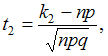 t₂ = (k₂ − np) / √(npq),